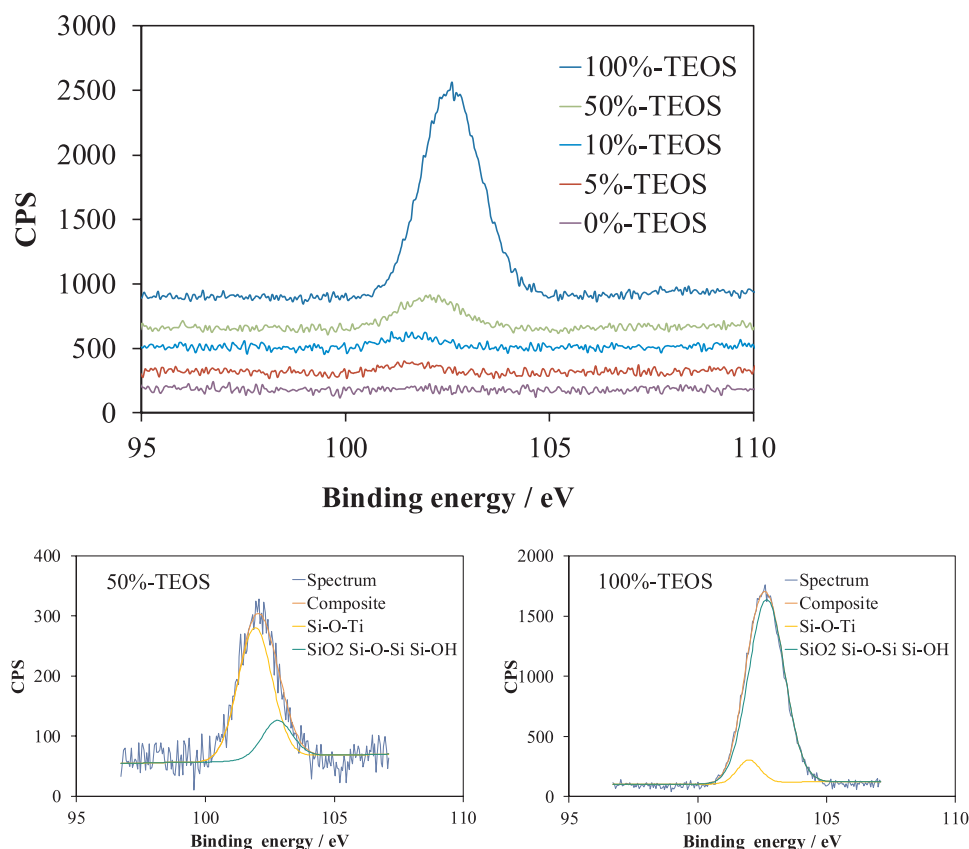 3000
2500
2000
1500
1000
500
0
CPS
100%-TEOS
50%-TEOS
10%-TEOS
5%-TEOS
0%-TEOS
95 100 105 110
Binding energy / eV
400
300
200
100
0
CPS
50%-TEOS
Spectrum
Composite
Si-O-Ti
SiO2 Si-O-Si Si-OH
95 100 105 110
Binding energy / eV
2000
1500
1000
500
0
CPS
100%-TEOS
Spectrum
Composite
Si-O-Ti
SiO2 Si-O-Si Si-OH
95 100 105 110
Binding energy / eV